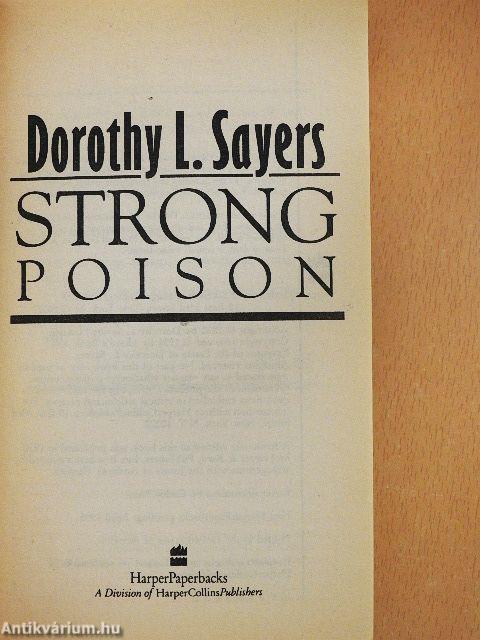 Dorothy L. Sayers
STRONG
POISON
HarperPaperbacks
A Division of HarperCollinsPublishers
Antikvárium.hu